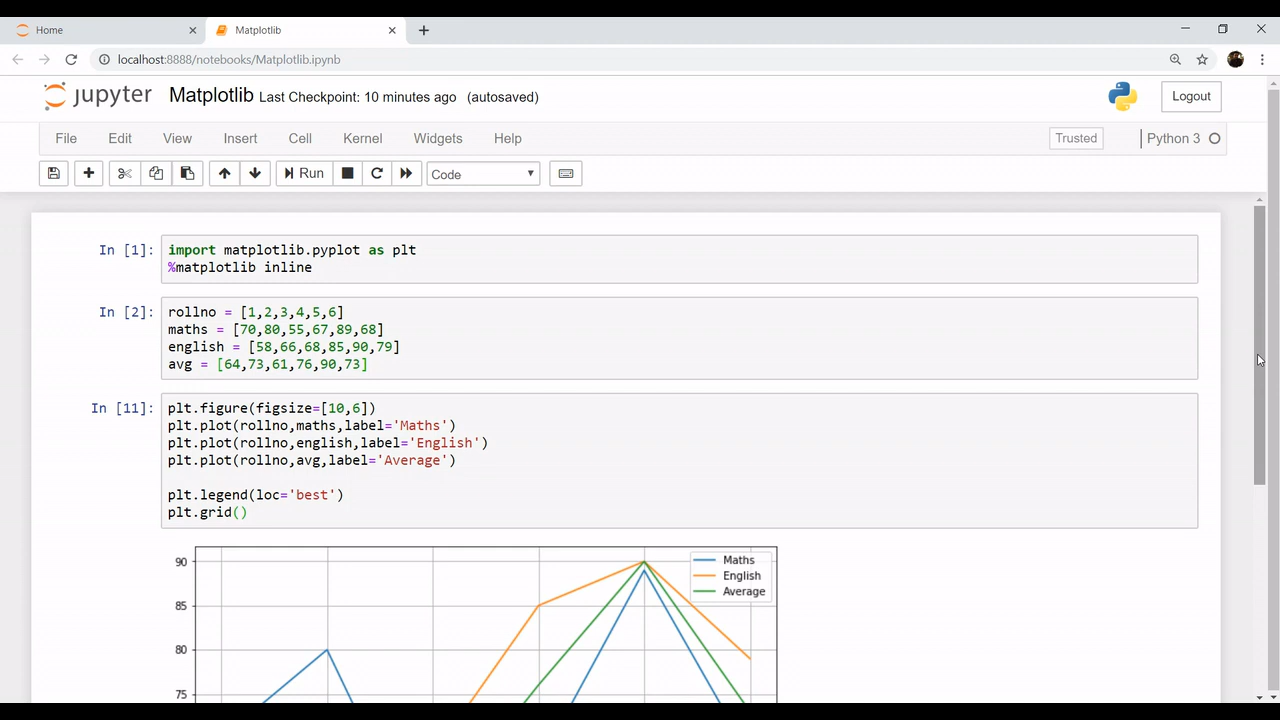 Home
Matplotlib
localhost:8888/notebooks/Matplotlib.ipynb
jupyter Matplotlib Last Checkpoint: 10 minutes ago (autosaved)
Logout
File Edit View Insert Cell Kernel Widgets Help
Trusted
Python 3
Run
Code
In [1]:
import matplotlib.pyplot as plt
%matplotlib inline
In [2]:
rollno = [1,2,3,4,5,6]
maths = [70,80,55,67,89,68]
english = [58,66,68,85,90,79]
avg = [64,73,61,76,90,73]
In [11]:
plt.figure(figsize=[10,6])
plt.plot(rollno,maths,label='Maths')
plt.plot(rollno,english,label='English')
plt.plot(rollno,avg,label='Average')
plt.legend(loc='best')
plt.grid()
90
85
80
75
Maths
English
Average